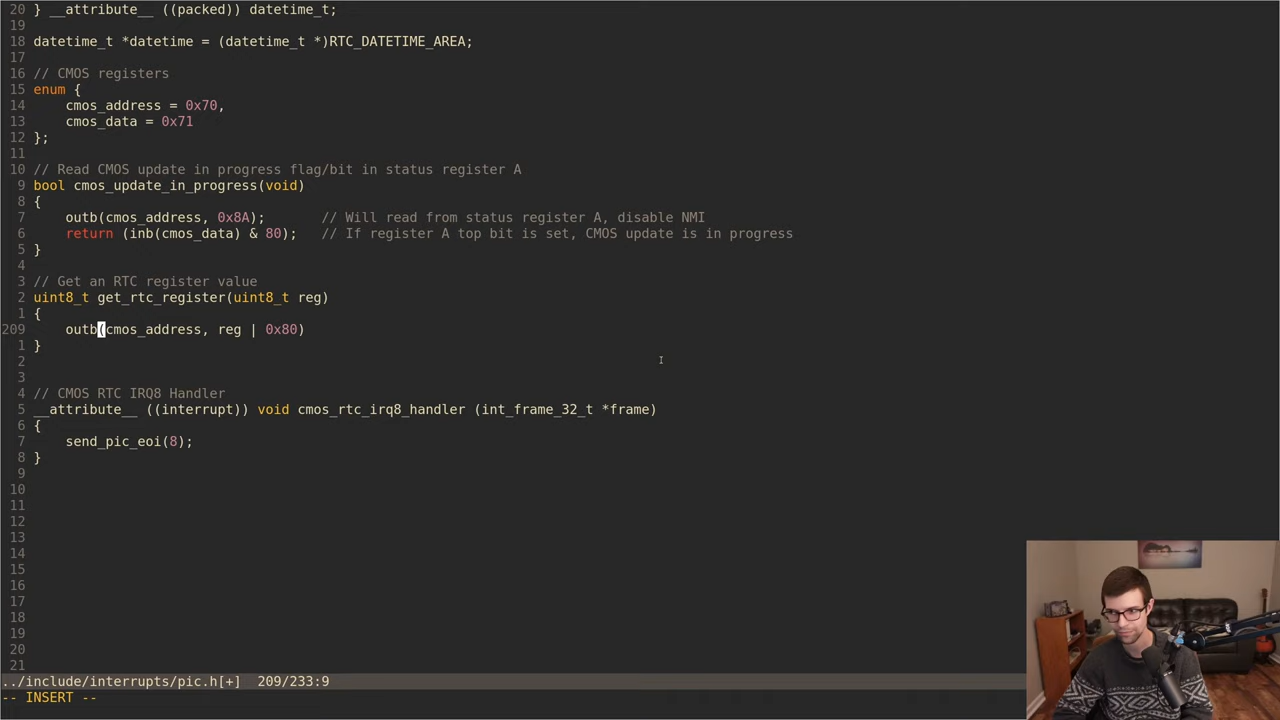 20 } __attribute__ ((packed)) datetime_t;
19
18 datetime_t *datetime = (datetime_t *)RTC_DATETIME_AREA;
17
16 // CMOS registers
15 enum {
14     cmos_address = 0x70,
13     cmos_data = 0x71
12 };
11
10 // Read CMOS update in progress flag/bit in status register A
9 bool cmos_update_in_progress(void)
8 {
7     outb(cmos_address, 0x8A);       // Will read from status register A, disable NMI
6     return (inb(cmos_data) & 80);   // If register A top bit is set, CMOS update is in progress
5 }
4
3 // Get an RTC register value
2 uint8_t get_rtc_register(uint8_t reg)
1 {
209     outb(cmos_address, reg | 0x80)
1 }
2
3
4 // CMOS RTC IRQ8 Handler
5 __attribute__ ((interrupt)) void cmos_rtc_irq8_handler (int_frame_32_t *frame)
6 {
7     send_pic_eoi(8);
8 }
9
10
11
12
13
14
15
16
17
18
19
20
21
../include/interrupts/pic.h[+]  209/233:9
-- INSERT --